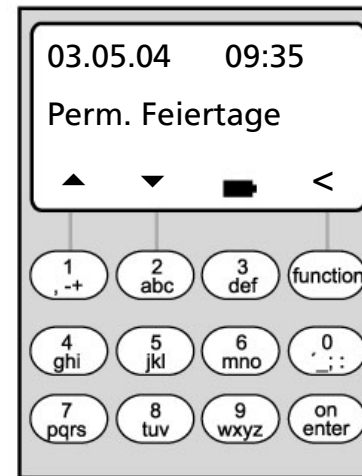 03.05.04 09:35
Perm. Feiertage
<
1 2 3 function
, -+ abc def
4 5 6 0
ghi jkl mno ´_; :
7 8 9 on
pqrs tuv wxyz enter